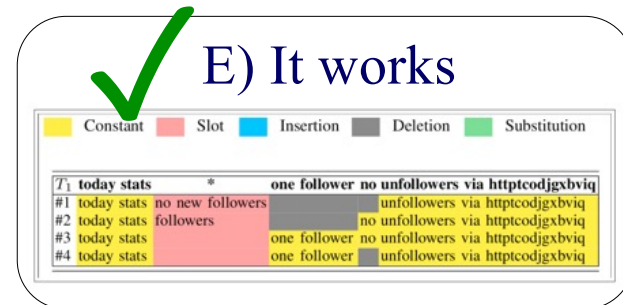 E) It works
Constant Slot Insertion Deletion Substitution
T1 today stats * one follower no unfollowers via httptcodjgxbviq
#1 today stats no new followers unfollowers via httptcodjgxbviq
#2 today stats followers no unfollowers via httptcodjgxbviq
#3 today stats one follower no unfollowers via httptcodjgxbviq
#4 today stats one follower unfollowers via httptcodjgxbviq